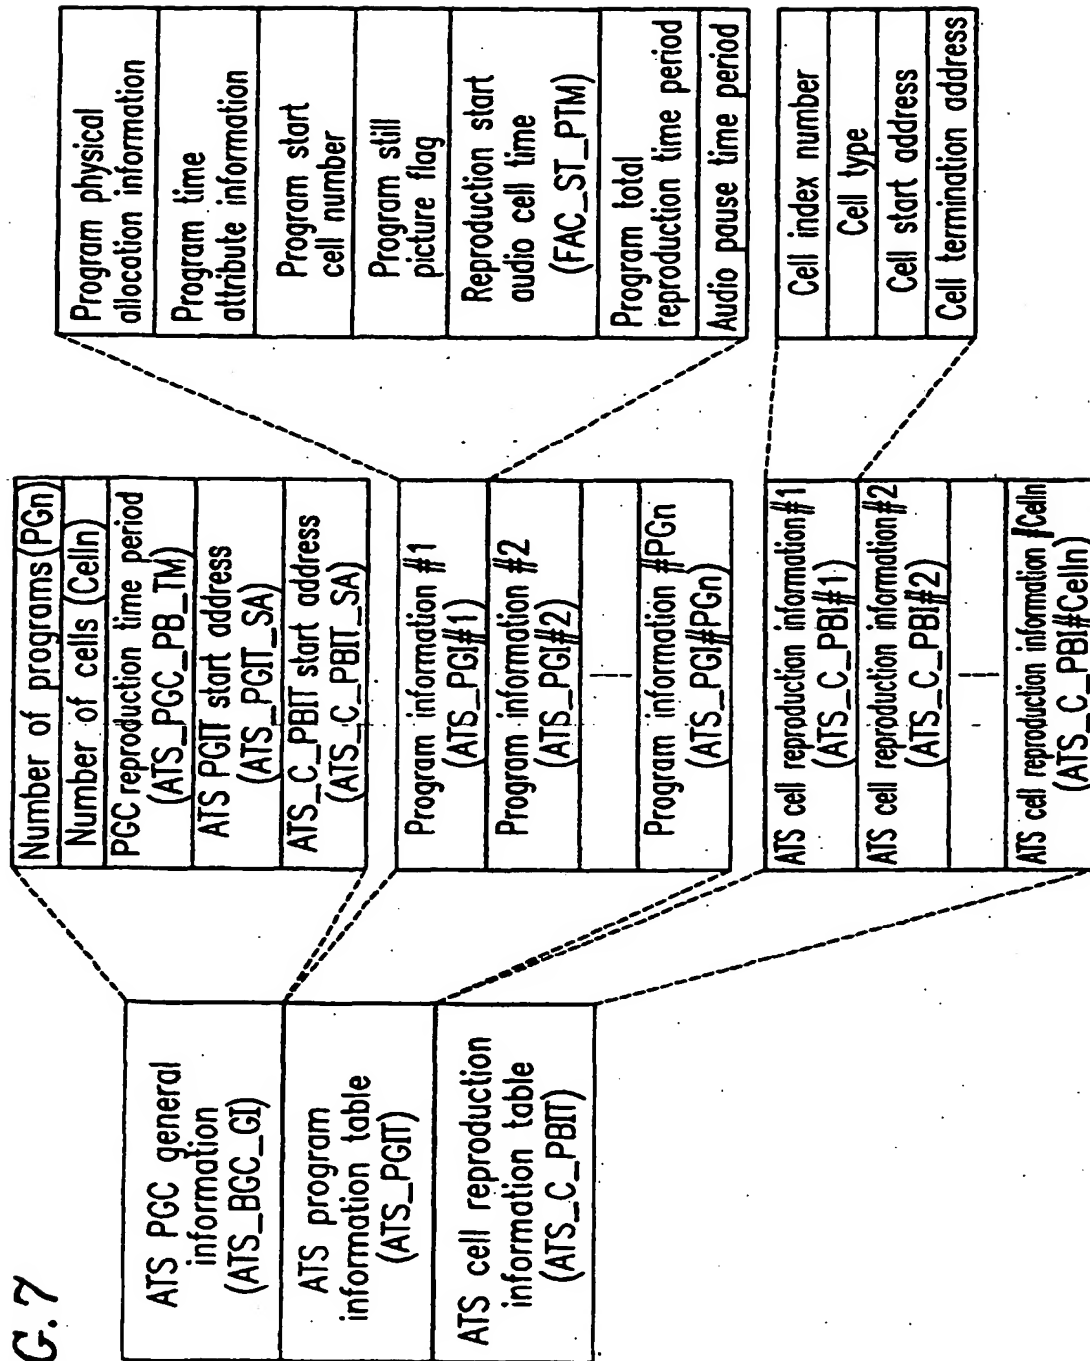 G.7
ATS PGC general
information
(ATS_BGC_GI)
ATS program
information table
(ATS_PGIT)
ATS cell reproduction
information table
(ATS_C_PBIT)
Number of programs(PGn)
Number of cells (Celln)
PGC reproduction time period
(ATS_PGC_PB_TM)
ATS PGIT start address
(ATS_PGIT_SA)
ATS_C_PBIT start address
(ATS_C_PBIT_SA)
Program information #1
(ATS_PGI#1)
Program information #2
(ATS_PGI#2)
Program information #PGn
(ATS_PGI#PGn)
ATS cell reproduction information#1
(ATS_C_PBI#1)
ATS cell reproduction information#2
(ATS_C_PBI#2)
ATS cell reproduction information #Celln
(ATS_C_PBI#Celln)
Program physical
allocation information
Program time
attribute information
Program start
cell number
Program still
picture flag
Reproduction start
audio cell time
(FAC_ST_PTM)
Program total
reproduction time period
Audio pause time period
Cell index number
Cell type
Cell start address
Cell termination address